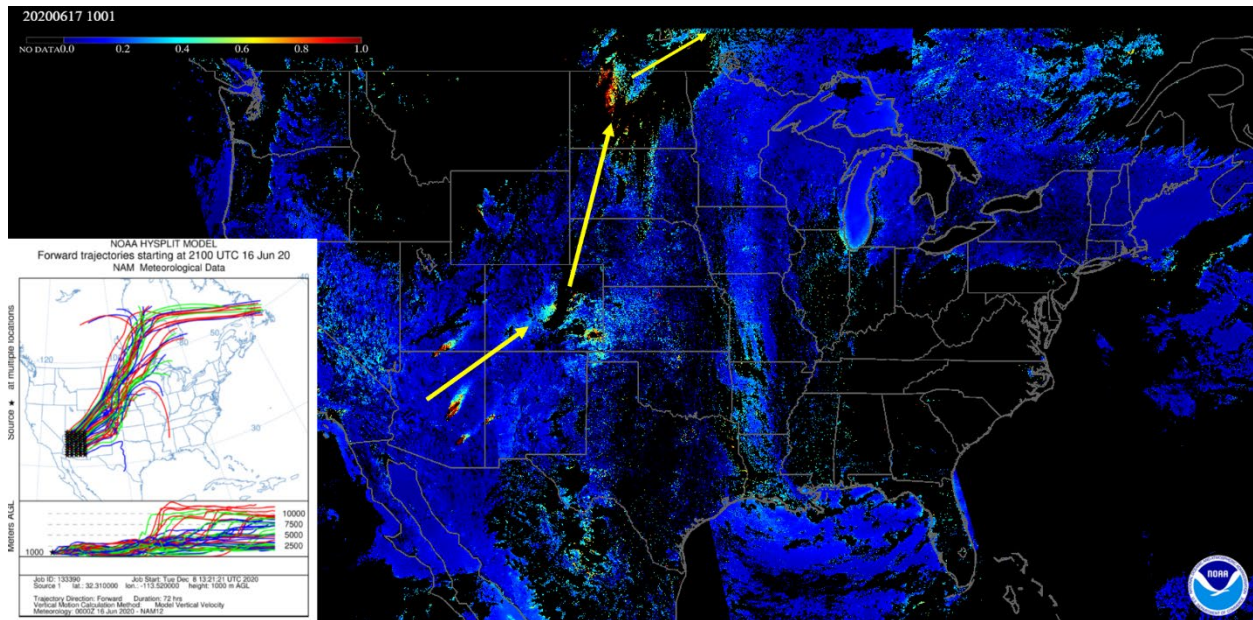 20200617 1001
NO DATA 0.0 0.2 0.4 0.6 0.8 1.0
NOAA HYSPLIT MODEL
Forward trajectories starting at 2100 UTC 16 Jun 20
NAM Meteorological Data
Source ★ at multiple locations
-120
60
50
30
Meters AGL
10000
7500
5000
2500
1000
Job ID: 133390 Job Start: Tue Dec 8 13:21:21 UTC 2020
Source 1 lat.: 32.310000 lon.: -113.520000 height: 1000 m AGL
Trajectory Direction: Forward Duration: 72 hrs
Vertical Motion Calculation Method: Model Vertical Velocity
Meteorology: 0000Z 16 Jun 2020 - NAM12
NOAA